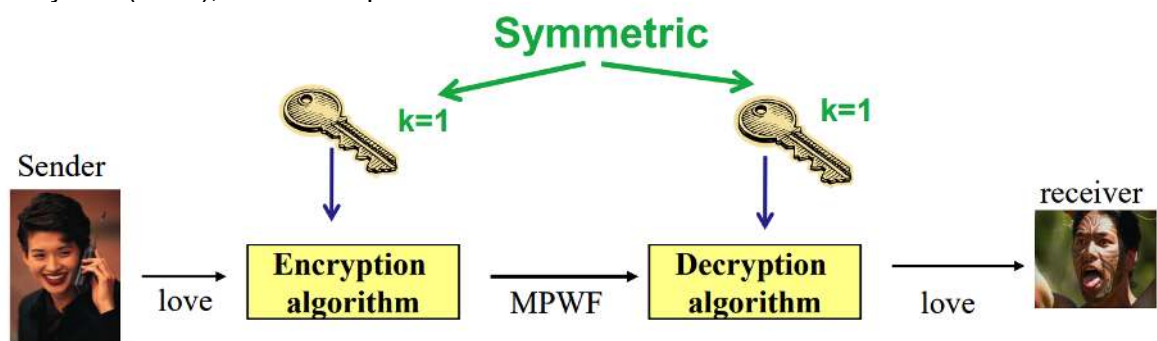 Symmetric
k=1
k=1
Sender
receiver
Encryption
algorithm
Decryption
algorithm
love
MPWF
love